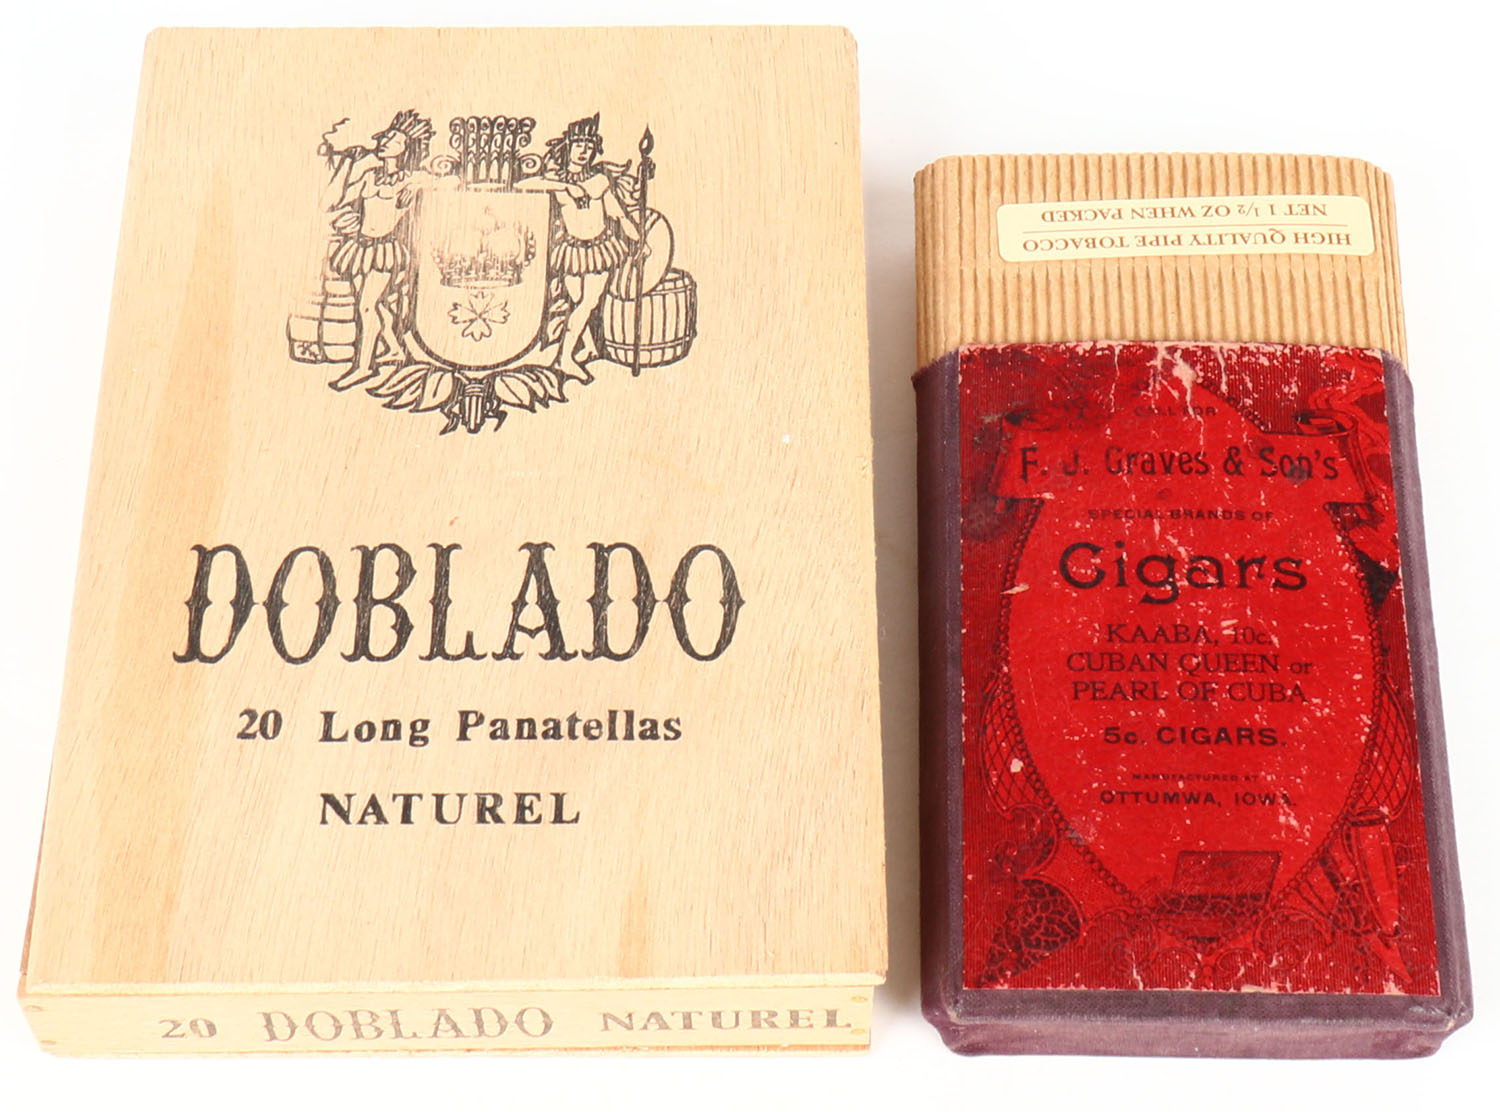 DOBLADO
20 Long Panatellas
NATUREL
20 DOBLADO NATUREL
HIGH QUALITY PIPE TOBACCO
NET 1 1/2 OZ WHEN PACKED
CALL FOR
F. J. Graves & Son's
SPECIAL BRANDS OF
Cigars
KAABA, 10c.
CUBAN QUEEN or
PEARL OF CUBA
5c. CIGARS.
MANUFACTURED AT
OTTUMWA, IOWA.